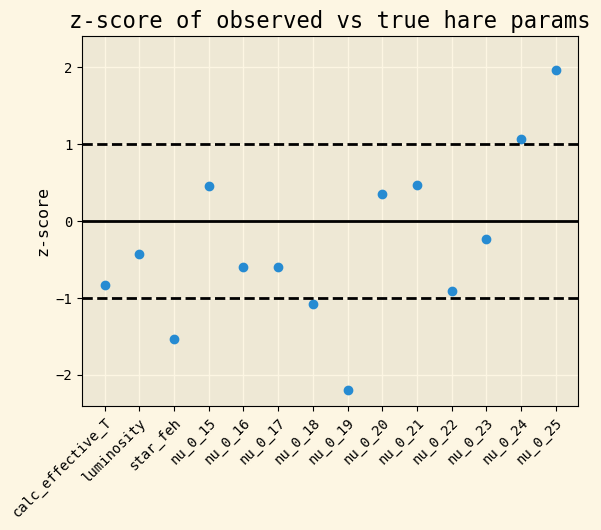 z-score of observed vs true hare params
z-score
2
1
0
−1
−2
calc_effective_T
luminosity
star_feh
nu_0_15
nu_0_16
nu_0_17
nu_0_18
nu_0_19
nu_0_20
nu_0_21
nu_0_22
nu_0_23
nu_0_24
nu_0_25